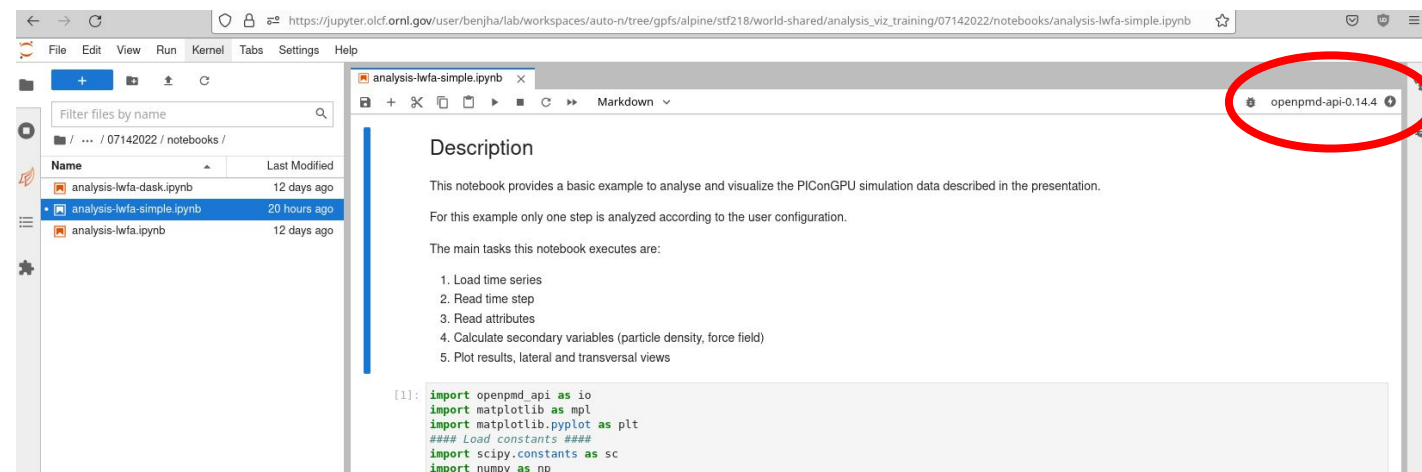 https://jupyter.olcf.ornl.gov/user/benjha/lab/workspaces/auto-n/tree/gpfs/alpine/stf218/world-shared/analysis_viz_training/07142022/notebooks/analysis-lwfa-simple.ipynb
File Edit View Run Kernel Tabs Settings Help
analysis-lwfa-simple.ipynb
Markdown
openpmd-api-0.14.4
Filter files by name
/ ··· / 07142022 / notebooks /
Name Last Modified
analysis-lwfa-dask.ipynb 12 days ago
analysis-lwfa-simple.ipynb 20 hours ago
analysis-lwfa.ipynb 12 days ago
Description
This notebook provides a basic example to analyse and visualize the PIConGPU simulation data described in the presentation.
For this example only one step is analyzed according to the user configuration.
The main tasks this notebook executes are:
1. Load time series
2. Read time step
3. Read attributes
4. Calculate secondary variables (particle density, force field)
5. Plot results, lateral and transversal views
[1]: import openpmd_api as io
import matplotlib as mpl
import matplotlib.pyplot as plt
#### Load constants ####
import scipy.constants as sc
import numpy as np